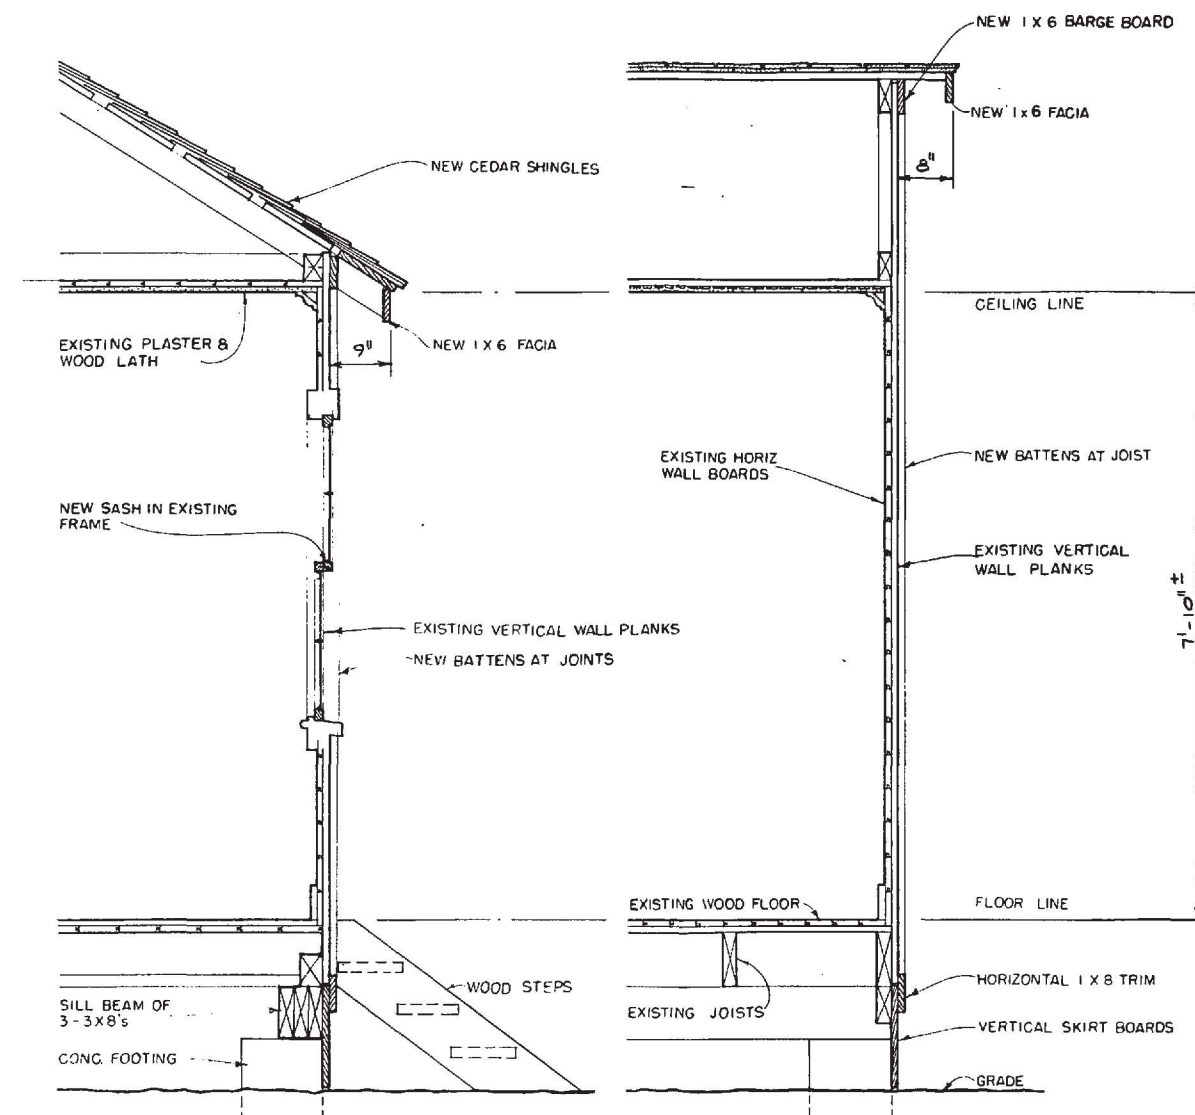 NEW 1 X 6 BARGE BOARD
NEW 1 x 6 FACIA
8"
NEW CEDAR SHINGLES
CEILING LINE
EXISTING PLASTER &
WOOD LATH
9"
NEW 1 X 6 FACIA
EXISTING HORIZ
WALL BOARDS
NEW BATTENS AT JOIST
NEW SASH IN EXISTING
FRAME
EXISTING VERTICAL
WALL PLANKS
7'-10" ±
EXISTING VERTICAL WALL PLANKS
NEW BATTENS AT JOINTS
EXISTING WOOD FLOOR
FLOOR LINE
WOOD STEPS
HORIZONTAL 1 X 8 TRIM
SILL BEAM OF
3-3X8's
EXISTING JOISTS
VERTICAL SKIRT BOARDS
CONC. FOOTING
GRADE